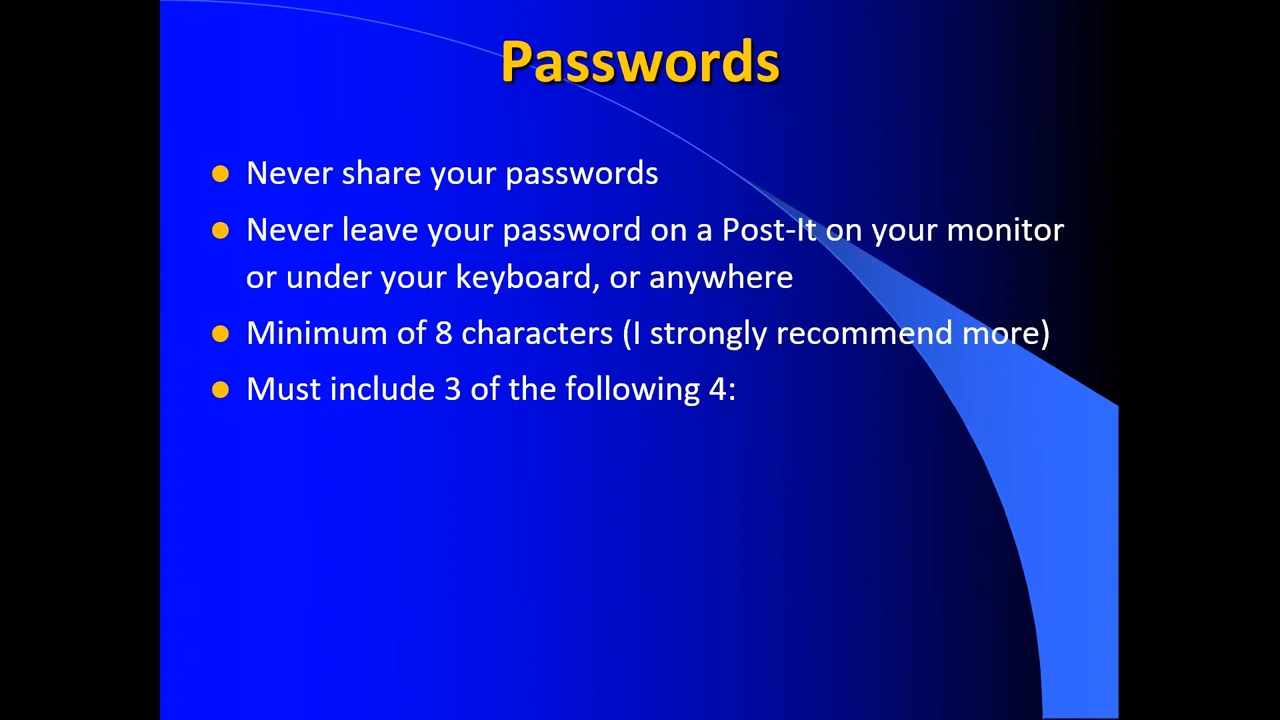 Passwords
Never share your passwords
Never leave your password on a Post-It on your monitor
or under your keyboard, or anywhere
Minimum of 8 characters (I strongly recommend more)
Must include 3 of the following 4: